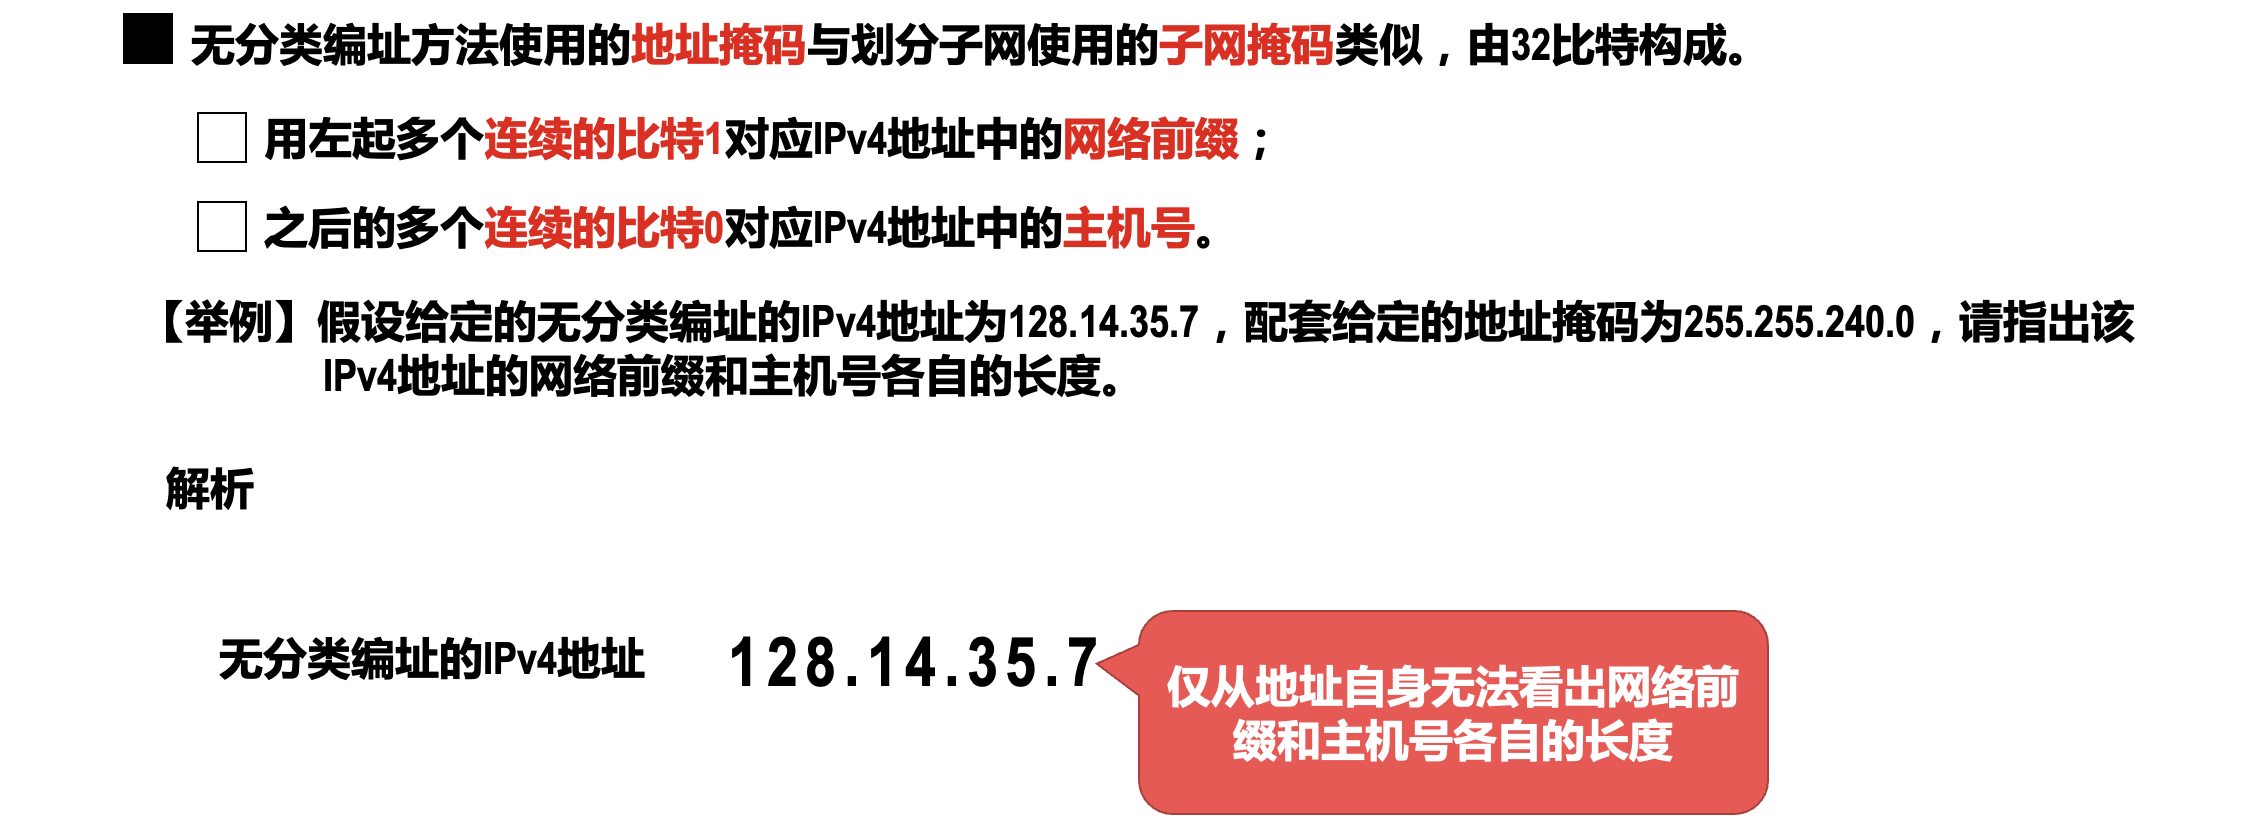 无分类编址方法使用的地址掩码与划分子网使用的子网掩码类似，由32比特构成。
用左起多个连续的比特1对应IPv4地址中的网络前缀；
之后的多个连续的比特0对应IPv4地址中的主机号。
【举例】假设给定的无分类编址的IPv4地址为128.14.35.7，配套给定的地址掩码为255.255.240.0，请指出该
IPv4地址的网络前缀和主机号各自的长度。
解析
无分类编址的IPv4地址 128.14.35.7
仅从地址自身无法看出网络前
缀和主机号各自的长度